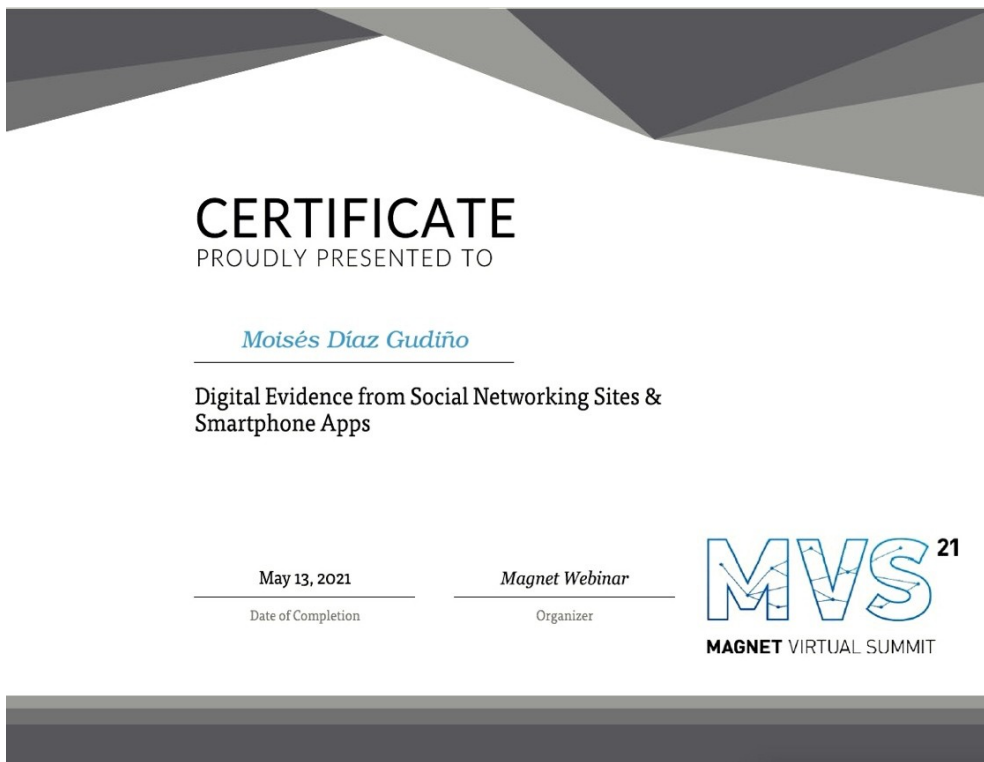 CERTIFICATE
PROUDLY PRESENTED TO
Moisés Díaz Gudiño
Digital Evidence from Social Networking Sites &
Smartphone Apps
May 13, 2021
Date of Completion
Magnet Webinar
Organizer
MVS 21
MAGNET VIRTUAL SUMMIT